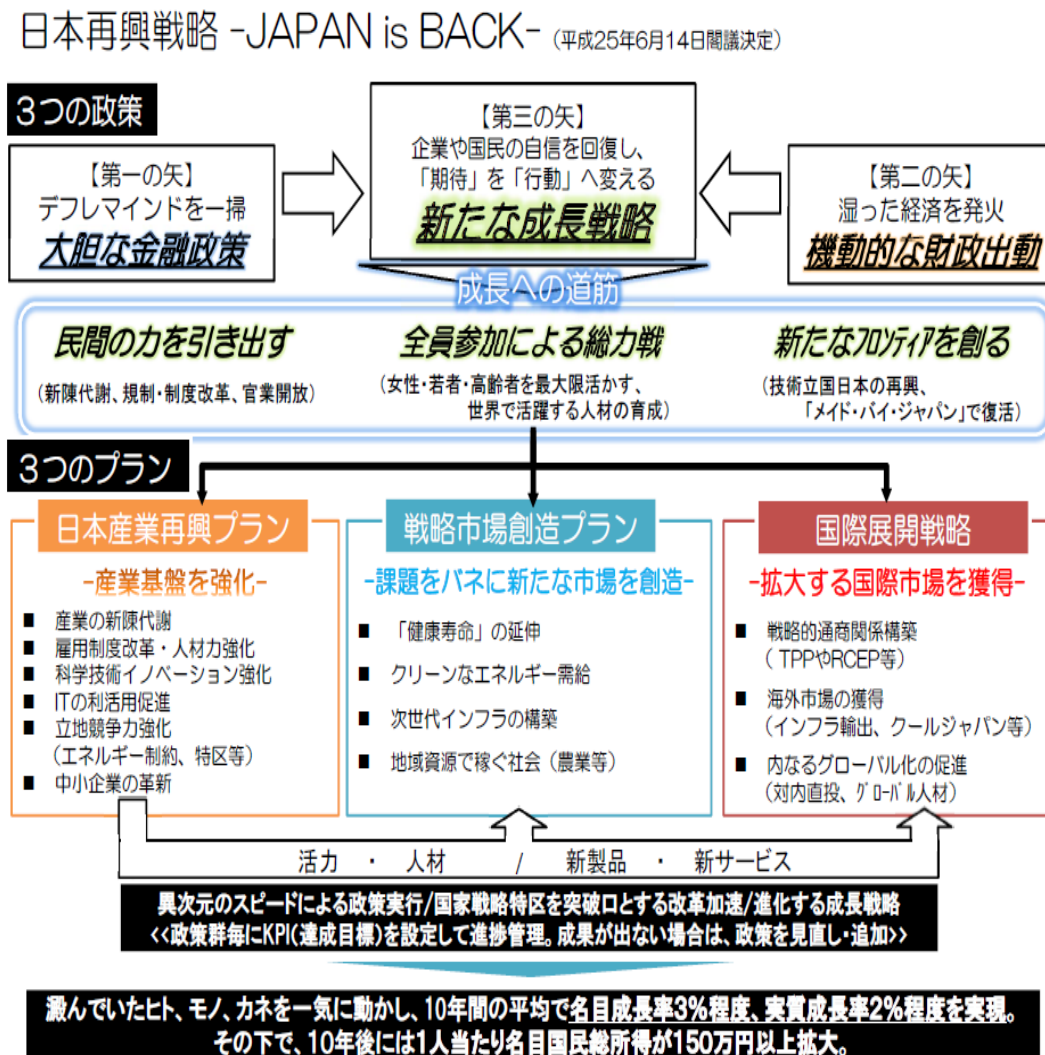 日本再興戦略 -JAPAN is BACK- (平成25年6月14日閣議決定)
3つの政策
【第一の矢】
デフレマインドを一掃
大胆な金融政策
【第三の矢】
企業や国民の自信を回復し、
「期待」を「行動」へ変える
新たな成長戦略
【第二の矢】
湿った経済を発火
機動的な財政出動
成長への道筋
民間の力を引き出す
(新陳代謝、規制・制度改革、官業開放)
全員参加による総力戦
(女性・若者・高齢者を最大限活かす、
世界で活躍する人材の育成)
新たなフロンティアを創る
(技術立国日本の再興、
「メイド・バイ・ジャパン」で復活)
3つのプラン
日本産業再興プラン
-産業基盤を強化-
■ 産業の新陳代謝
■ 雇用制度改革・人材力強化
■ 科学技術イノベーション強化
■ ITの利活用促進
■ 立地競争力強化
(エネルギー制約、特区等)
■ 中小企業の革新
戦略市場創造プラン
-課題をバネに新たな市場を創造-
■ 「健康寿命」の延伸
■ クリーンなエネルギー需給
■ 次世代インフラの構築
■ 地域資源で稼ぐ社会(農業等)
国際展開戦略
-拡大する国際市場を獲得-
■ 戦略的通商関係構築
( TPPやRCEP等)
■ 海外市場の獲得
(インフラ輸出、クールジャパン等)
■ 内なるグローバル化の促進
(対内直投、グローバル人材)
活力 ・ 人材 / 新製品 ・ 新サービス
異次元のスピードによる政策実行/国家戦略特区を突破口とする改革加速/進化する成長戦略
<<政策群毎にKPI(達成目標)を設定して進捗管理。成果が出ない場合は、政策を見直し・追加>>
澱んでいたヒト、モノ、カネを一気に動かし、10年間の平均で名目成長率3%程度、実質成長率2%程度を実現。
その下で、10年後には1人当たり名目国民総所得が150万円以上拡大。